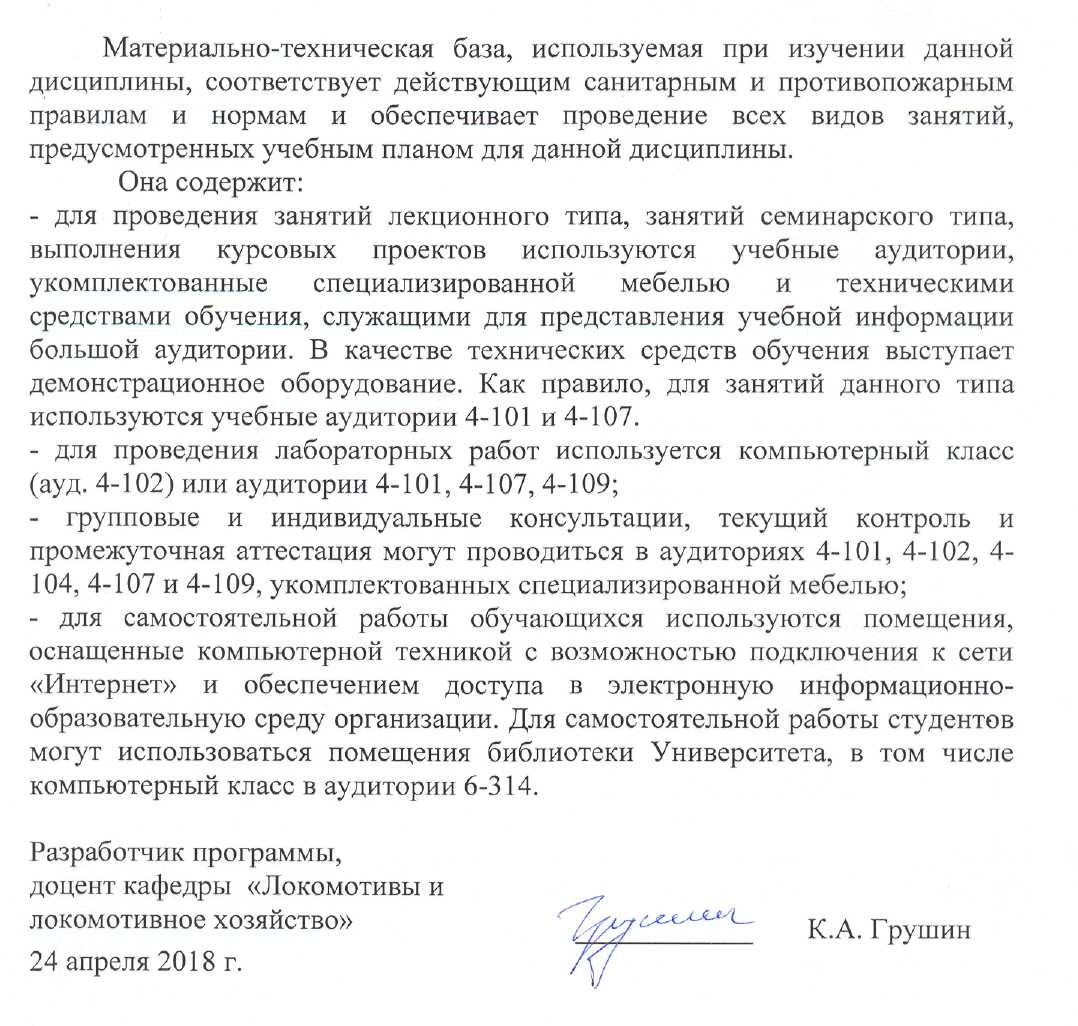 Материально-техническая база, используемая при изучении данной
дисциплины, соответствует действующим санитарным и противопожарным
правилам и нормам и обеспечивает проведение всех видов занятий,
предусмотренных учебным планом для данной дисциплины.
Она содержит:
- для проведения занятий лекционного типа, занятий семинарского типа,
выполнения курсовых проектов используются учебные аудитории,
укомплектованные специализированной мебелью и техническими
средствами обучения, служащими для представления учебной информации
большой аудитории. В качестве технических средств обучения выступает
демонстрационное оборудование. Как правило, для занятий данного типа
используются учебные аудитории 4-101 и 4-107.
- для проведения лабораторных работ используется компьютерный класс
(ауд. 4-102) или аудитории 4-101, 4-107, 4-109;
- групповые и индивидуальные консультации, текущий контроль и
промежуточная аттестация могут проводиться в аудиториях 4-101, 4-102, 4-
104, 4-107 и 4-109, укомплектованных специализированной мебелью;
- для самостоятельной работы обучающихся используются помещения,
оснащенные компьютерной техникой с возможностью подключения к сети
«Интернет» и обеспечением доступа в электронную информационно-
образовательную среду организации. Для самостоятельной работы студентов
могут использоваться помещения библиотеки Университета, в том числе
компьютерный класс в аудитории 6-314.
Разработчик программы,
доцент кафедры «Локомотивы и
локомотивное хозяйство»
Грушин К.А. Грушин
24 апреля 2018 г.